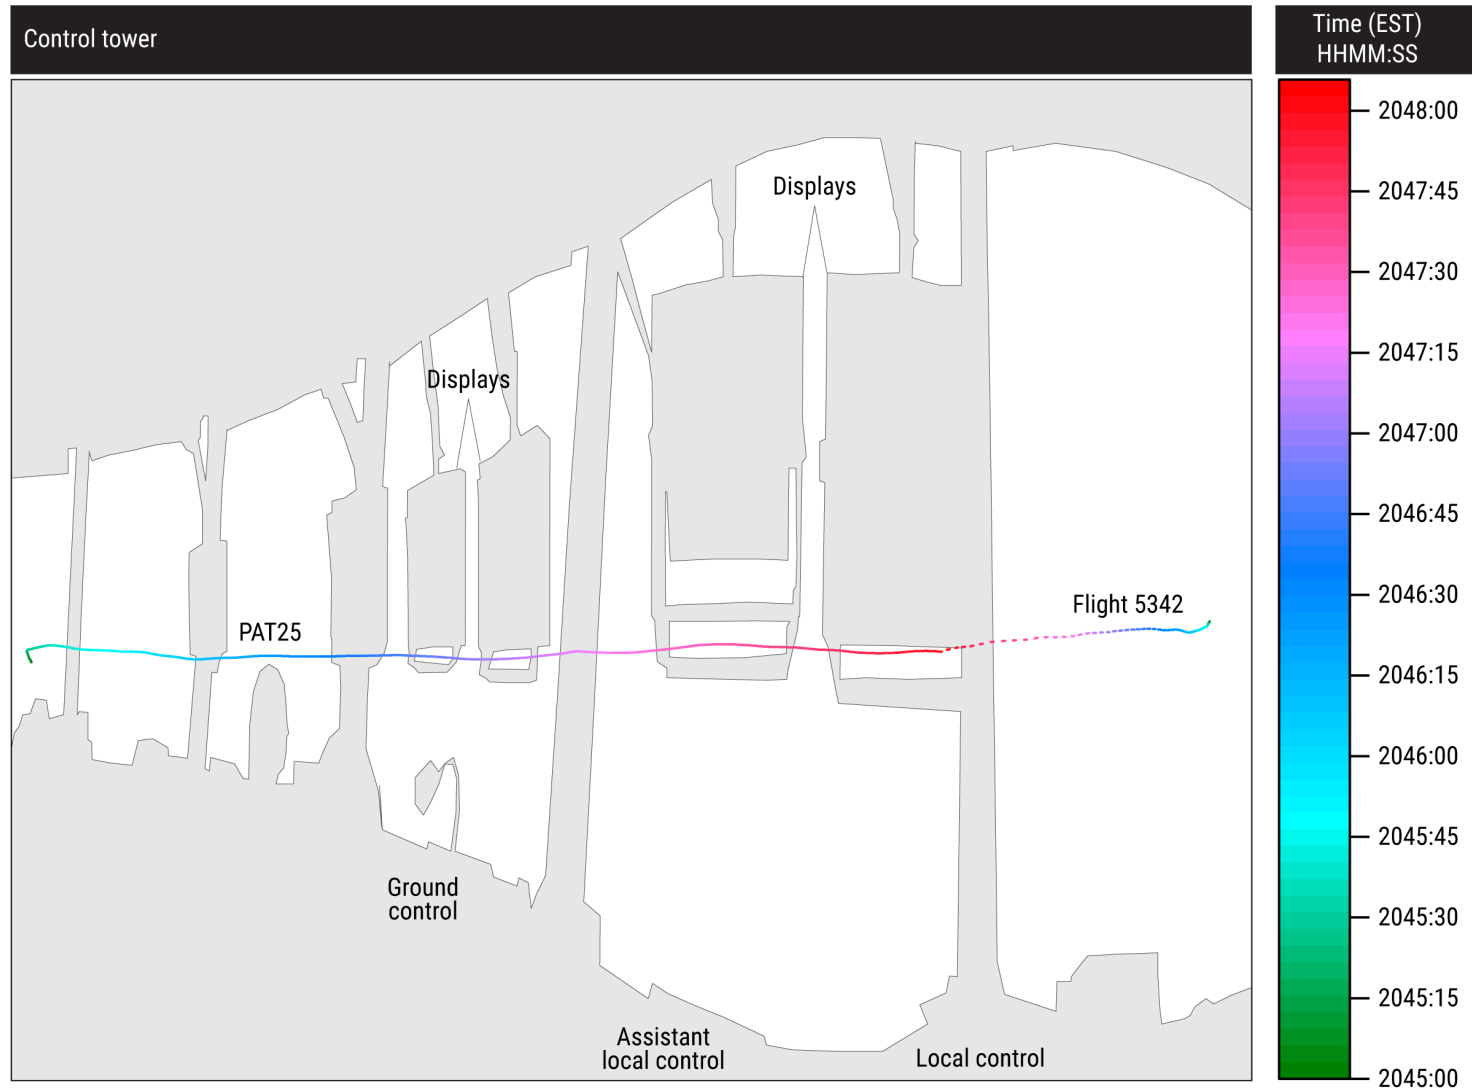 Control tower
Time (EST)
HHMM:SS
Displays
Displays
PAT25
Flight 5342
Ground
control
Assistant
local control
Local control
2048:00
2047:45
2047:30
2047:15
2047:00
2046:45
2046:30
2046:15
2046:00
2045:45
2045:30
2045:15
2045:00